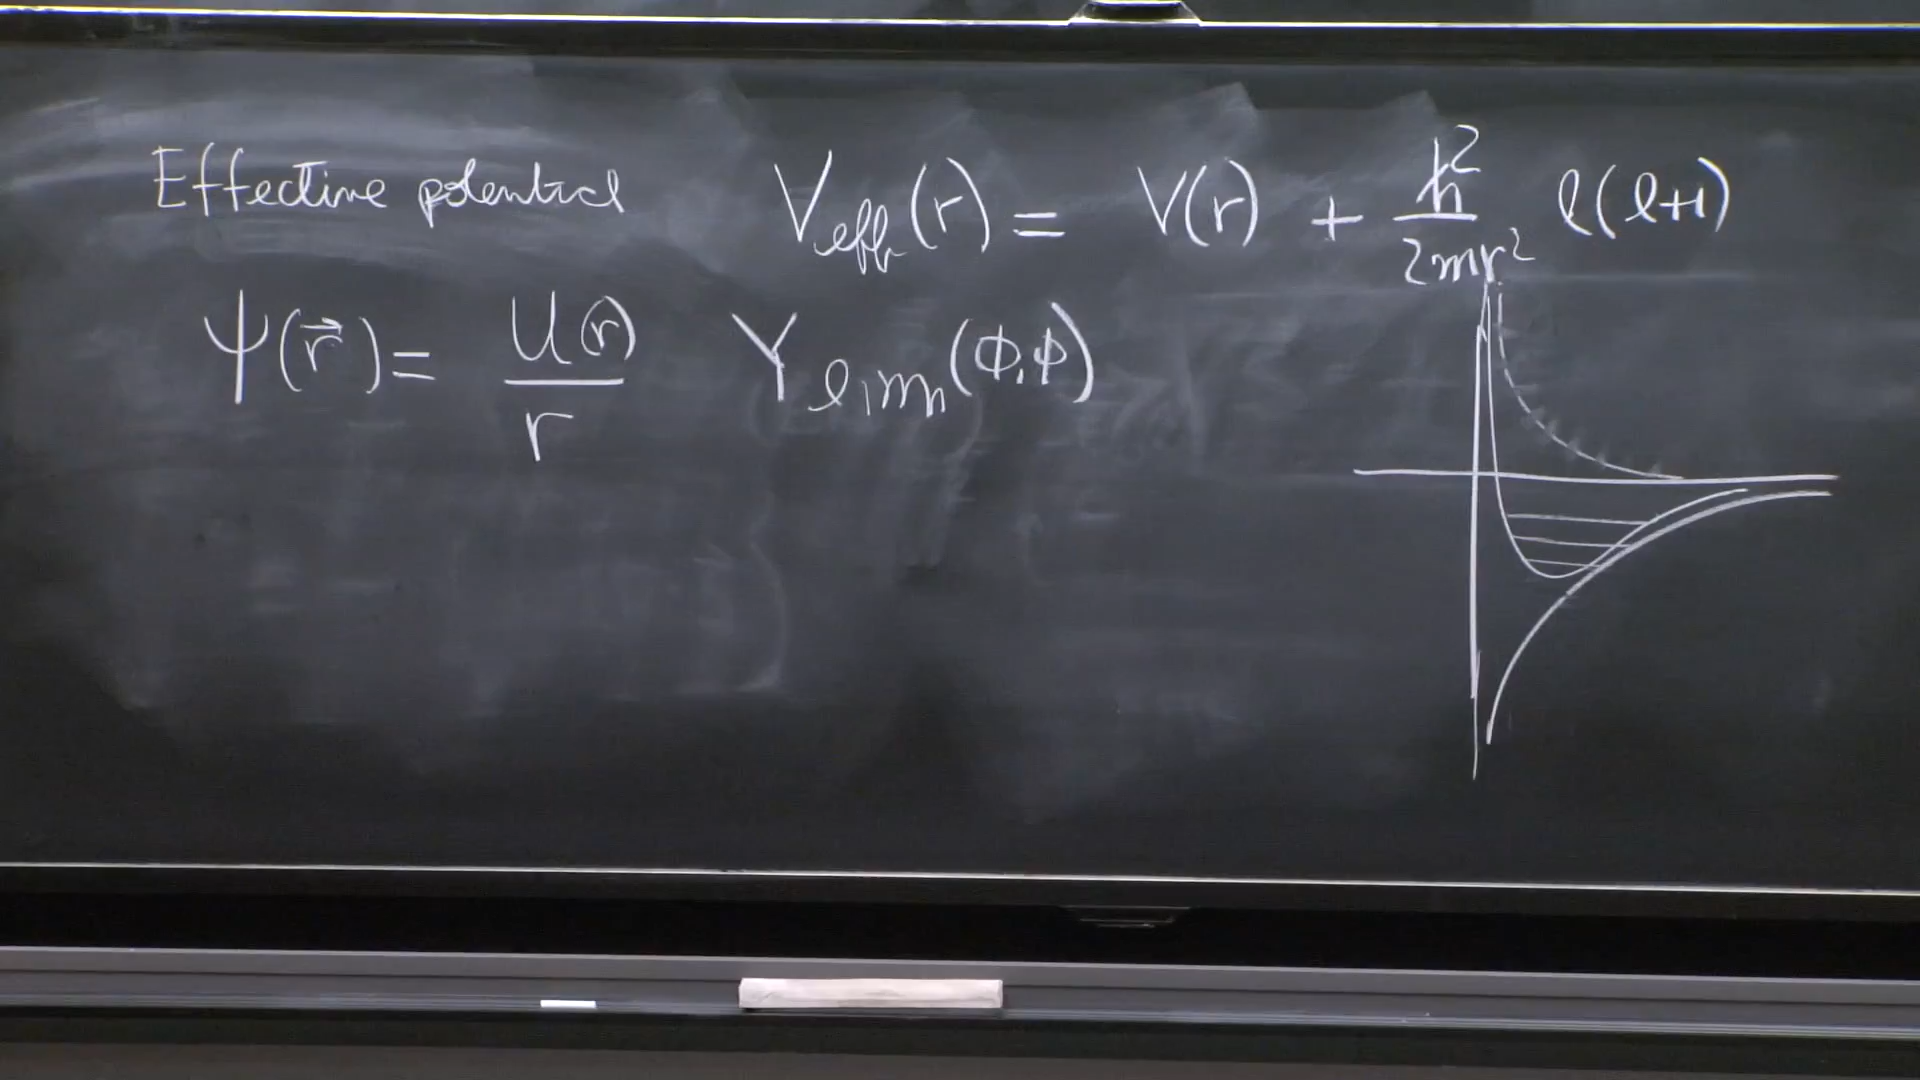 Effective potential V_eff(r) = V(r) + ħ²/2mr² ℓ(ℓ+1)
ψ(r⃗) = U(r)/r Y_ℓ,m(Φ,φ)